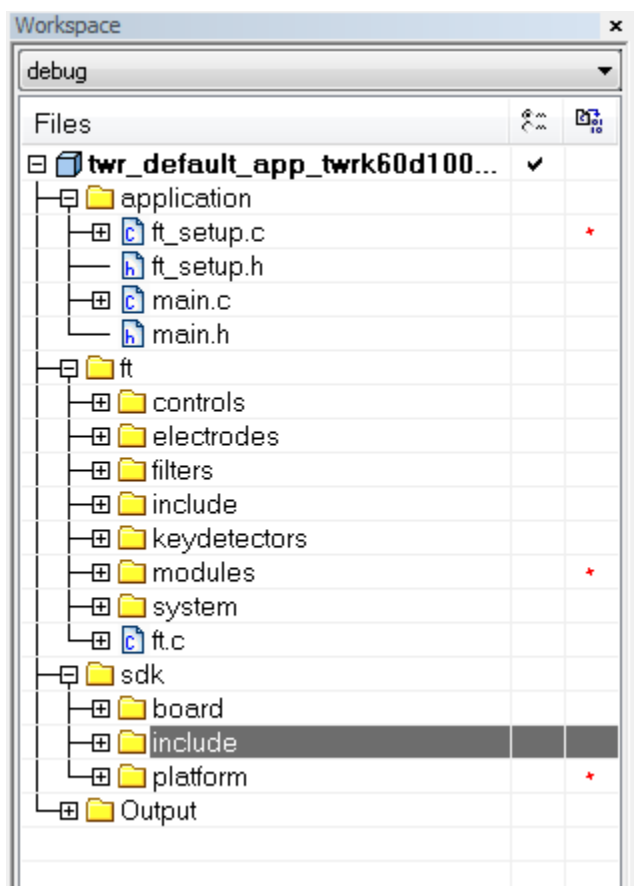 Workspace
debug
Files
twr_default_app_twrk60d100...
application
ft_setup.c
ft_setup.h
main.c
main.h
ft
controls
electrodes
filters
include
keydetectors
modules
system
ft.c
sdk
board
include
platform
Output